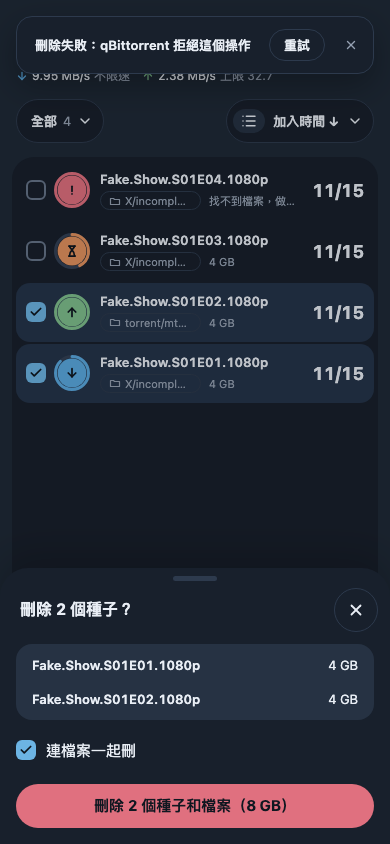 刪除失敗：qBittorrent 拒絕這個操作 重試
9.95 MB/s 不限速 2.38 MB/s 上限 32.7
全部 4 加入時間
Fake.Show.S01E04.1080p
X/incompl... 找不到檔案，做...
11/15
Fake.Show.S01E03.1080p
X/incompl... 4 GB
11/15
Fake.Show.S01E02.1080p
torrent/mt... 4 GB
11/15
Fake.Show.S01E01.1080p
X/incompl... 4 GB
11/15
刪除 2 個種子？
Fake.Show.S01E01.1080p 4 GB
Fake.Show.S01E02.1080p 4 GB
連檔案一起刪
刪除 2 個種子和檔案（8 GB）